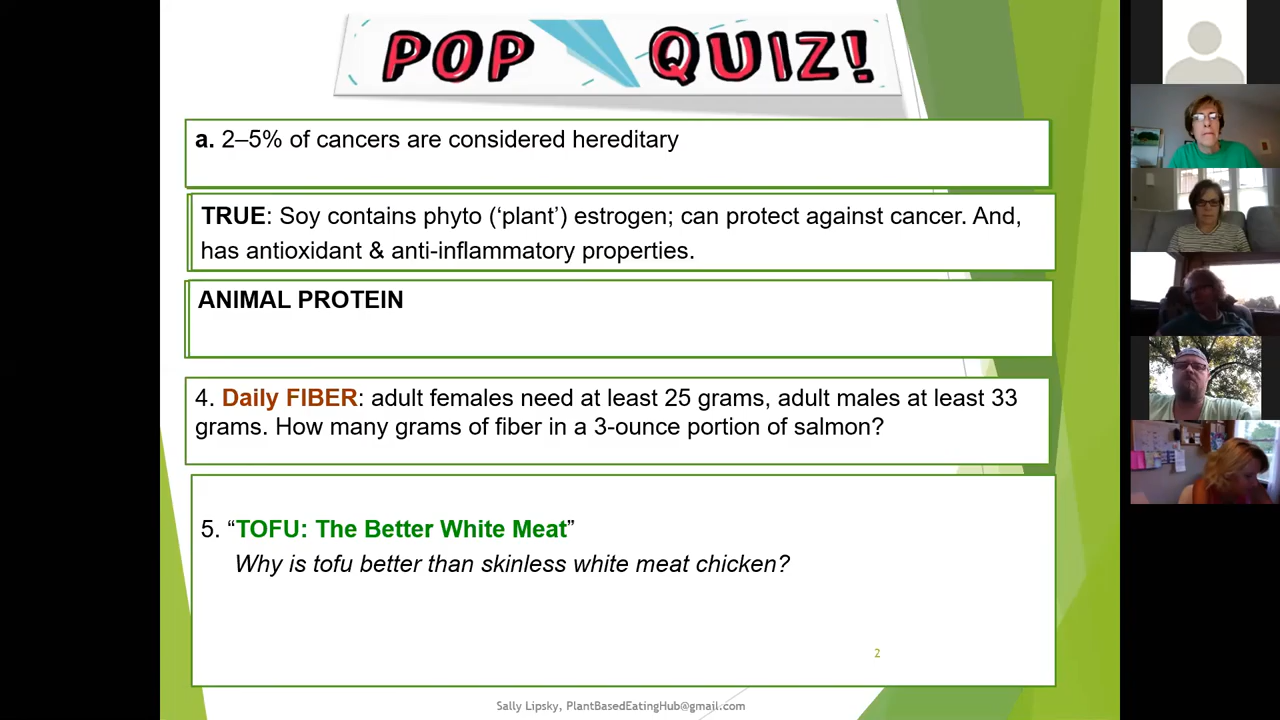 POP QUIZ!
a. 2–5% of cancers are considered hereditary
TRUE: Soy contains phyto (‘plant’) estrogen; can protect against cancer. And,
has antioxidant & anti-inflammatory properties.
ANIMAL PROTEIN
4. Daily FIBER: adult females need at least 25 grams, adult males at least 33
grams. How many grams of fiber in a 3-ounce portion of salmon?
5. “TOFU: The Better White Meat”
Why is tofu better than skinless white meat chicken?
2
Sally Lipsky, PlantBasedEatingHub@gmail.com